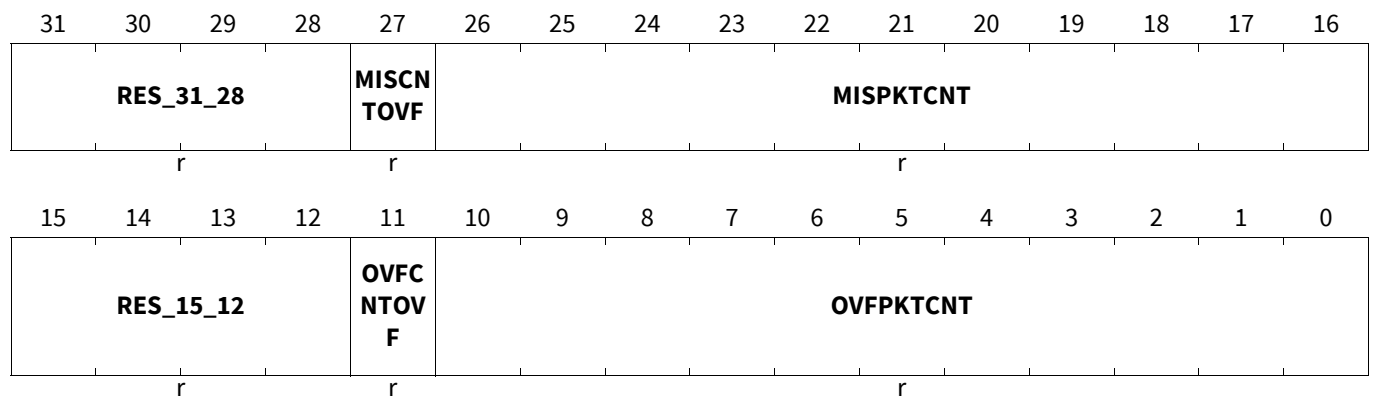 31 30 29 28 27 26 25 24 23 22 21 20 19 18 17 16
RES_31_28 MISCN TOVF MISPKTCNT
r r r
15 14 13 12 11 10 9 8 7 6 5 4 3 2 1 0
RES_15_12 OVFC NTOV F OVFPKTCNT
r r r